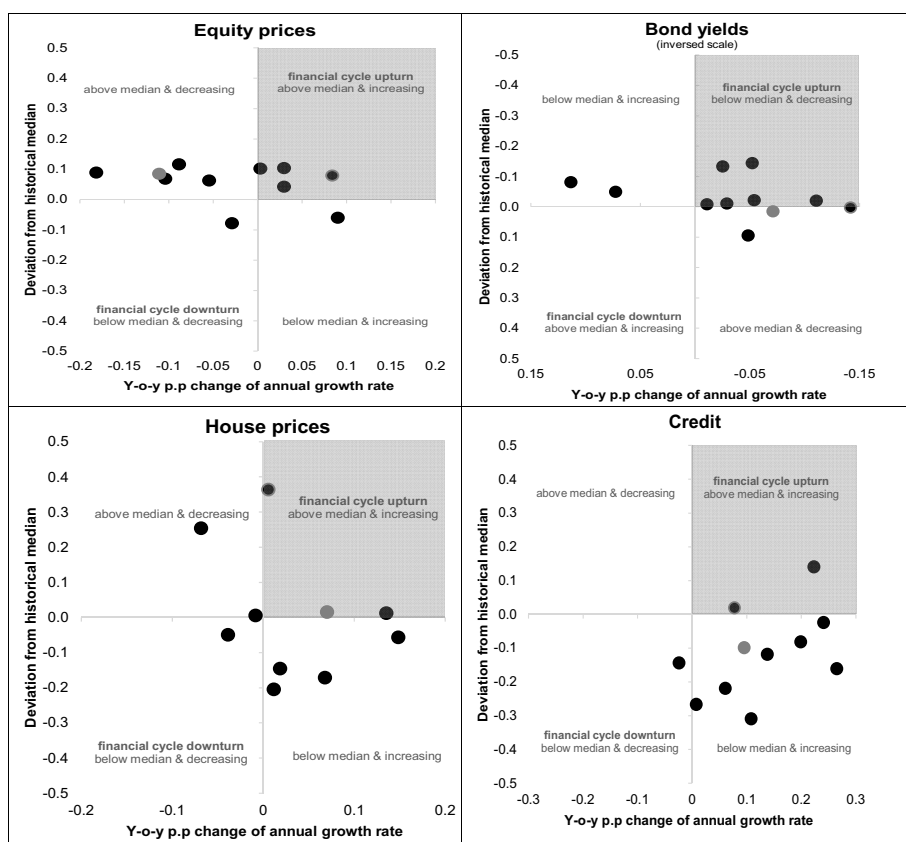 Equity prices
Deviation from historical median
0.5
0.4
0.3
0.2
0.1
0.0
-0.1
-0.2
-0.3
-0.4
-0.5
above median & decreasing
financial cycle upturn
above median & increasing
financial cycle downturn
below median & decreasing
below median & increasing
-0.2
-0.15
-0.1
-0.05
0
0.05
0.1
0.15
0.2
Y-o-y p.p change of annual growth rate
Bond yields
(inversed scale)
Deviation from historical median
-0.5
-0.4
-0.3
-0.2
-0.1
0.0
0.1
0.2
0.3
0.4
0.5
below median & increasing
financial cycle upturn
below median & decreasing
financial cycle downturn
above median & increasing
above median & decreasing
0.15
0.05
-0.05
-0.15
Y-o-y p.p change of annual growth rate
House prices
Deviation from historical median
0.5
0.4
0.3
0.2
0.1
0.0
-0.1
-0.2
-0.3
-0.4
-0.5
above median & decreasing
financial cycle upturn
above median & increasing
financial cycle downturn
below median & decreasing
below median & increasing
-0.2
-0.1
0
0.1
0.2
Y-o-y p.p change of annual growth rate
Credit
Deviation from historical median
0.5
0.4
0.3
0.2
0.1
0.0
-0.1
-0.2
-0.3
-0.4
-0.5
above median & decreasing
financial cycle upturn
above median & increasing
financial cycle downturn
below median & decreasing
below median & increasing
-0.3
-0.2
-0.1
0
0.1
0.2
0.3
Y-o-y p.p change of annual growth rate